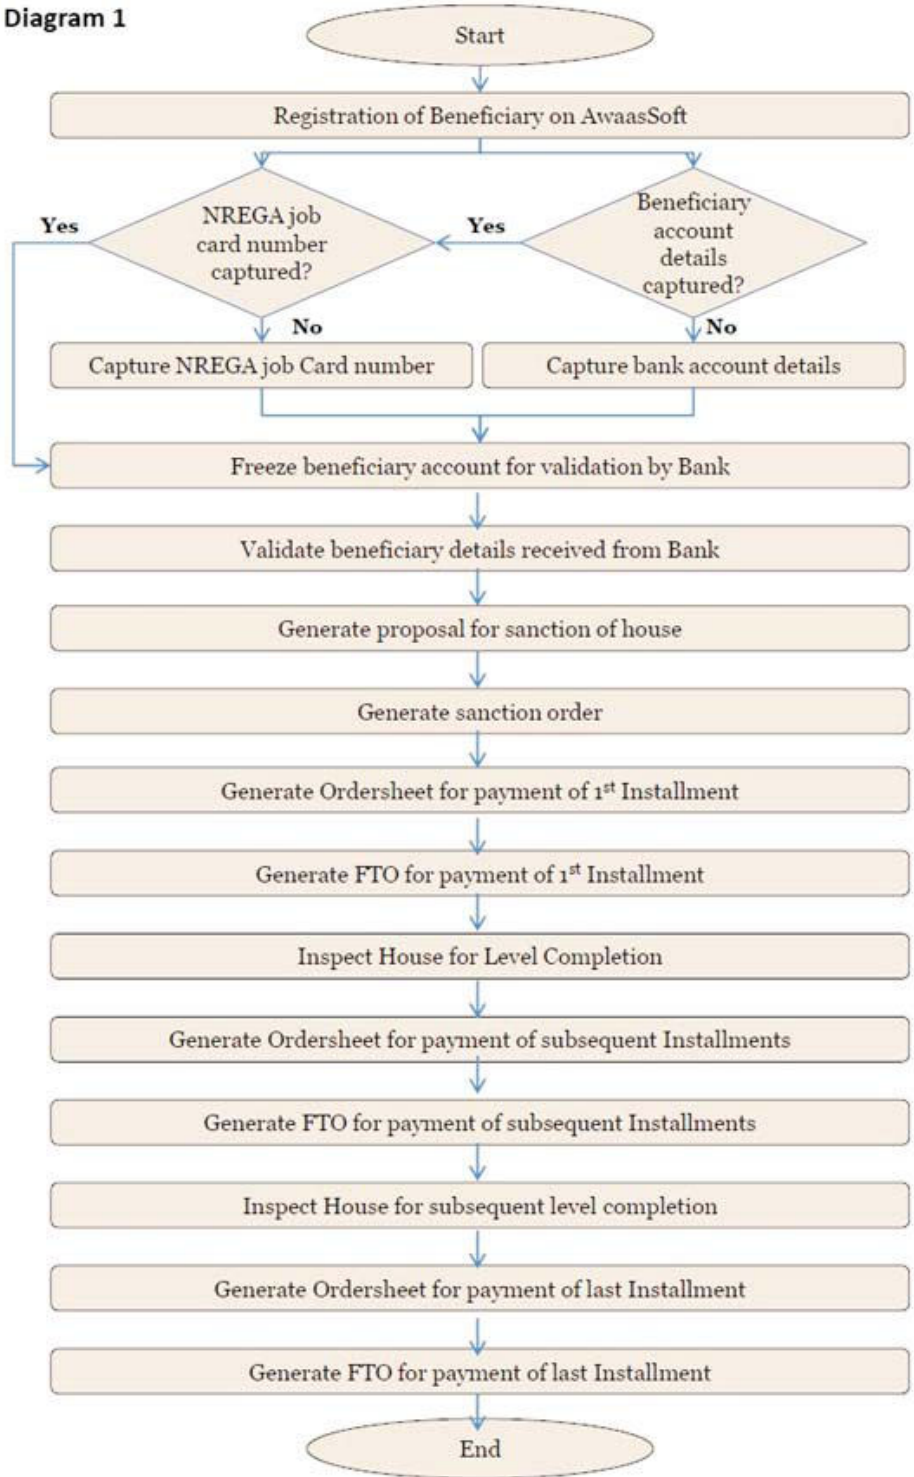 Diagram 1
Start
Registration of Beneficiary on AwaasSoft
Yes
NREGA job
card number
captured?
Yes
Beneficiary
account
details
captured?
No
No
Capture NREGA job Card number
Capture bank account details
Freeze beneficiary account for validation by Bank
Validate beneficiary details received from Bank
Generate proposal for sanction of house
Generate sanction order
Generate Ordersheet for payment of 1st Installment
Generate FTO for payment of 1st Installment
Inspect House for Level Completion
Generate Ordersheet for payment of subsequent Installments
Generate FTO for payment of subsequent Installments
Inspect House for subsequent level completion
Generate Ordersheet for payment of last Installment
Generate FTO for payment of last Installment
End